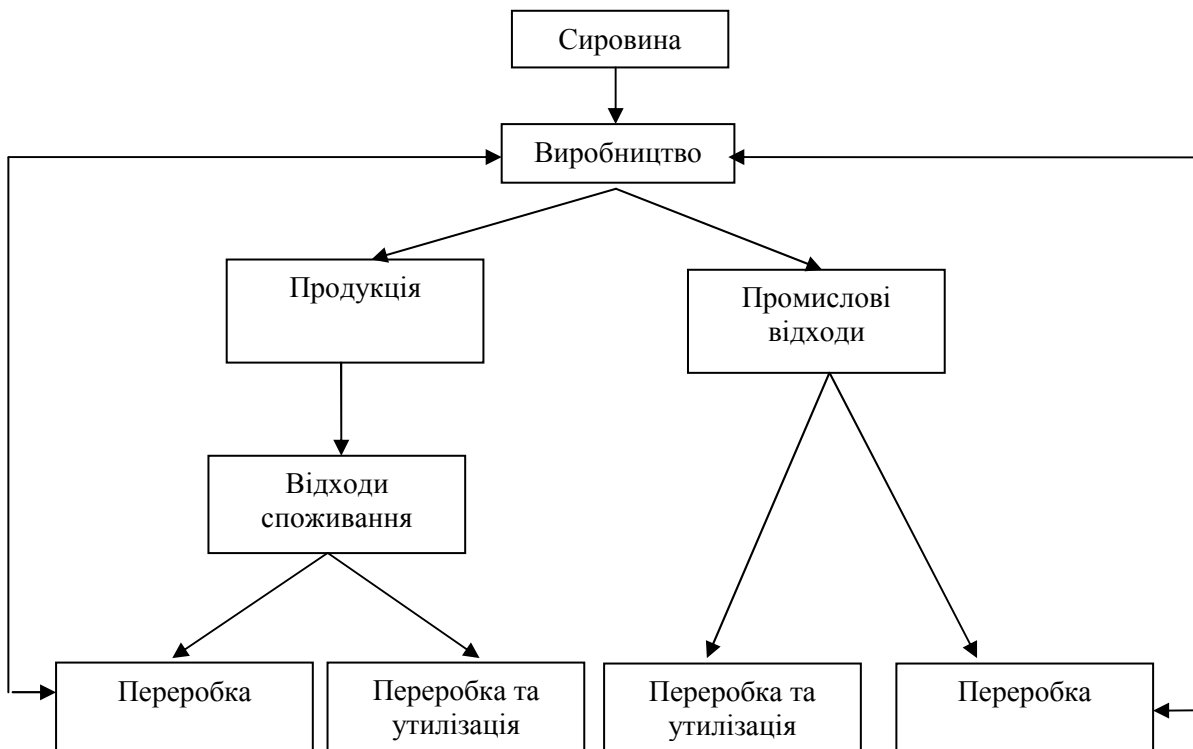 Сировина
Виробництво
Продукція
Промислові
відходи
Відходи
споживання
Переробка
Переробка та
утилізація
Переробка та
утилізація
Переробка